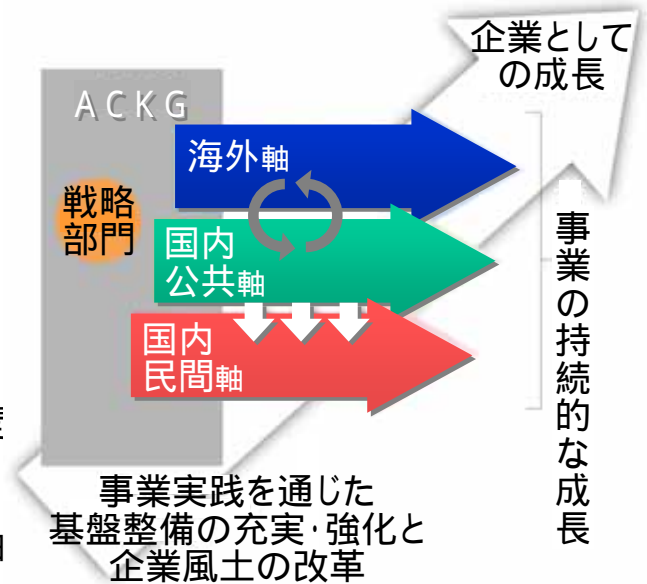 企業として
の成長
ACKG
海外軸
戦略
部門
国内
公共軸
国内
民間軸
事業の持続的な成長
事業実践を通じた
基盤整備の充実･強化と
企業風土の改革